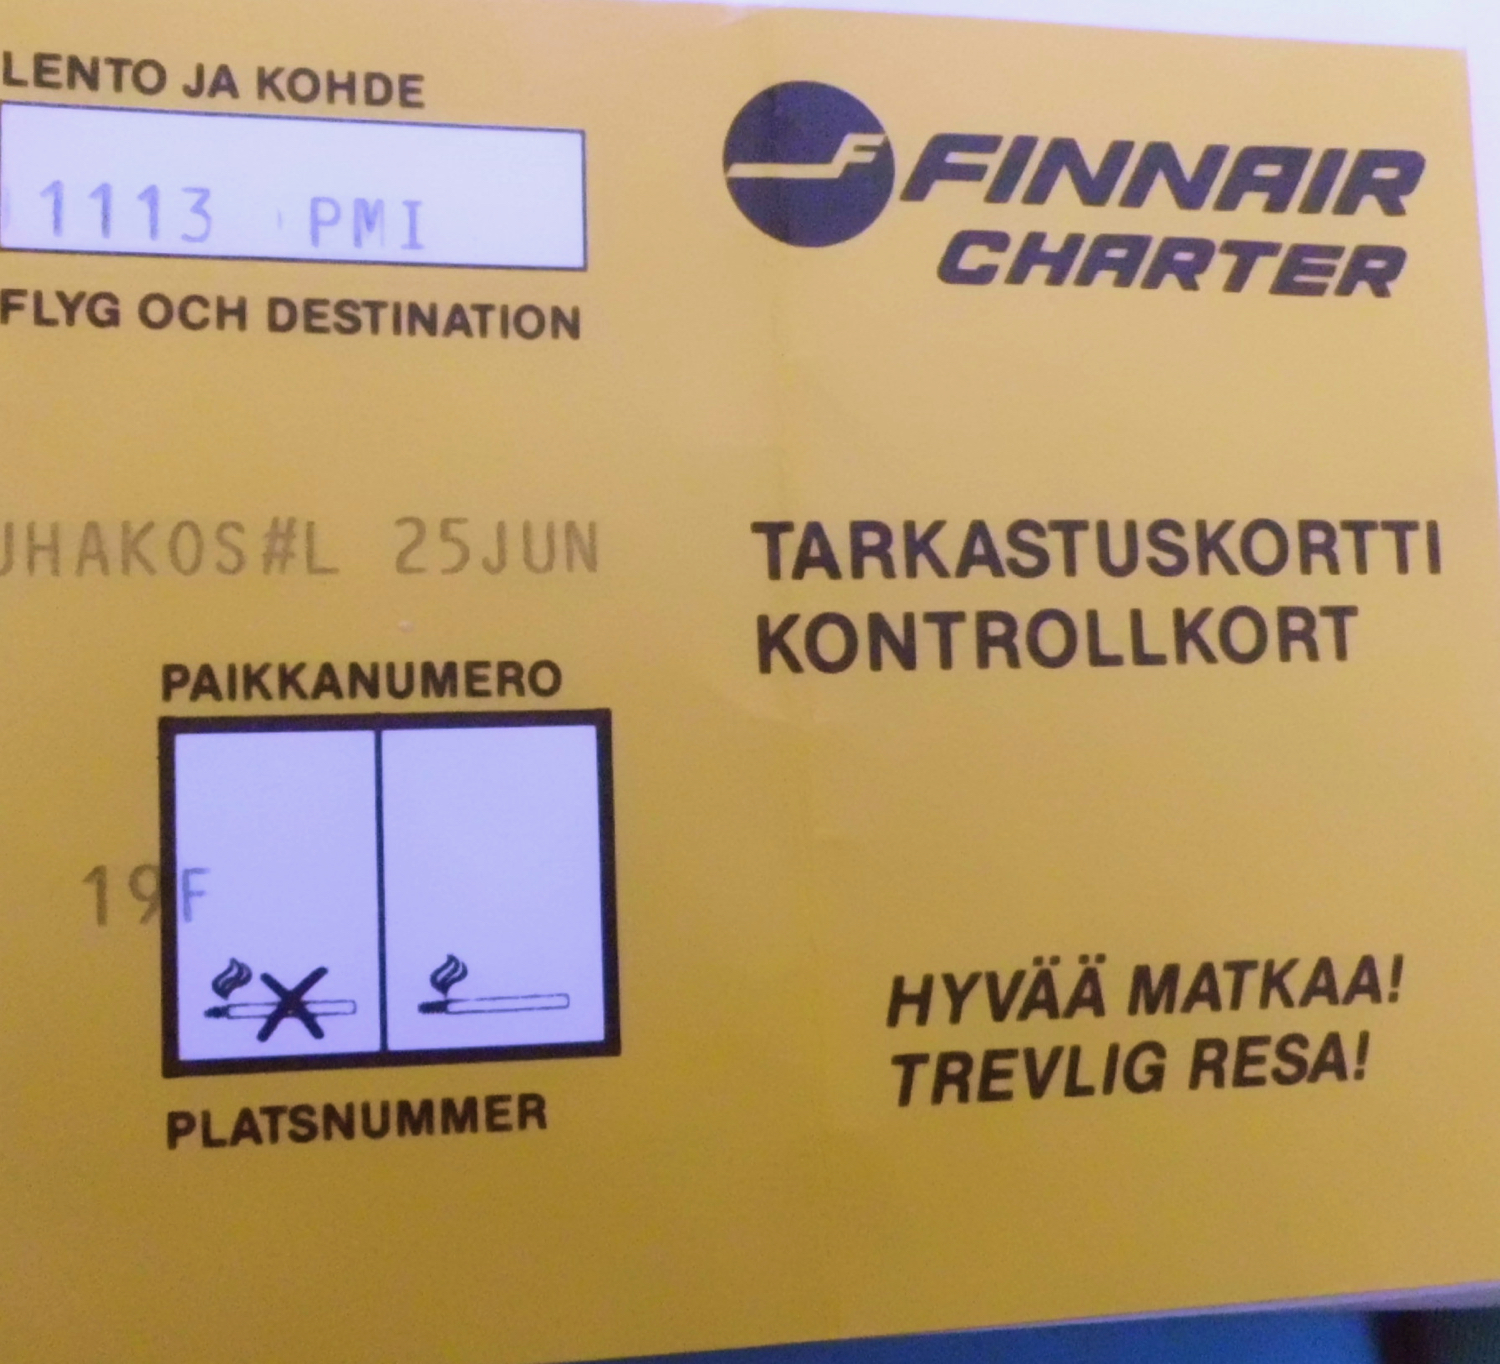 LENTO JA KOHDE
1113 PMI
FLYG OCH DESTINATION
F FINNAIR
CHARTER
UHAKOS#L 25JUN
TARKASTUSKORTTI
KONTROLLKORT
PAIKKANUMERO
19F
PLATSNUMMER
HYVÄÄ MATKAA!
TREVLIG RESA!